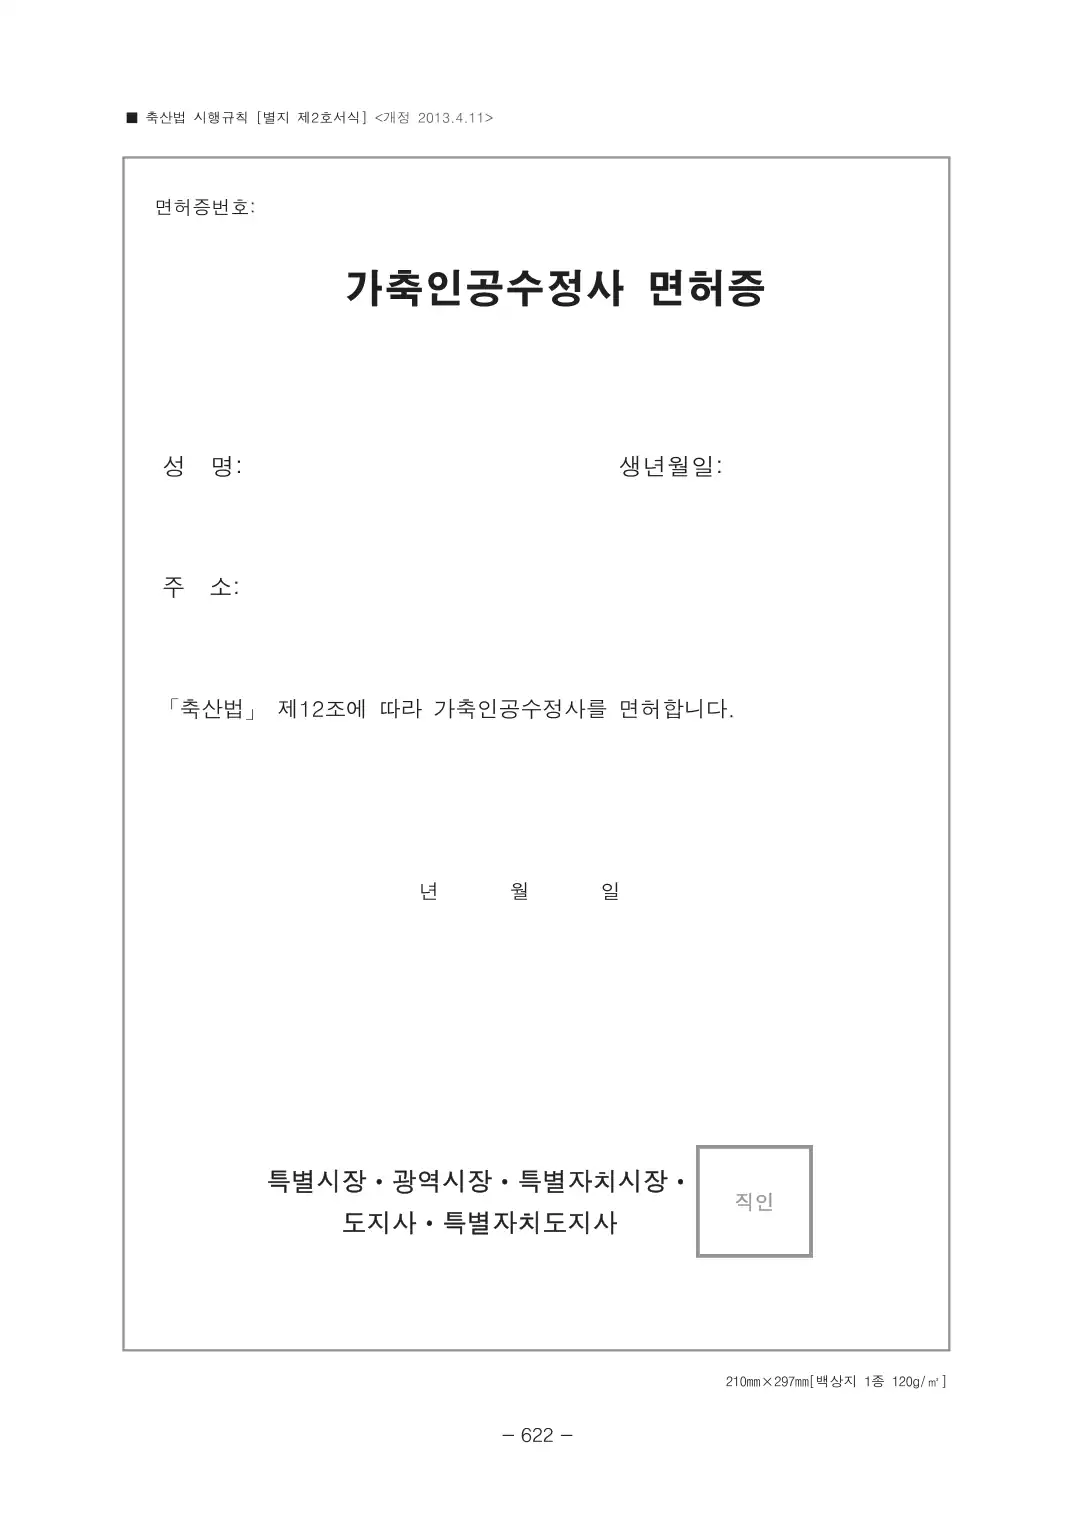 ■ 축산법 시행규칙 [별지 제2호서식] <개정 2013.4.11>
면허증번호:
가축인공수정사 면허증
성 명: 생년월일:
주 소:
「축산법」 제12조에 따라 가축인공수정사를 면허합니다.
년 월 일
특별시장·광역시장·특별자치시장·
도지사·특별자치도지사
직인
210㎜×297㎜[백상지 1종 120g/㎡]
- 622 -